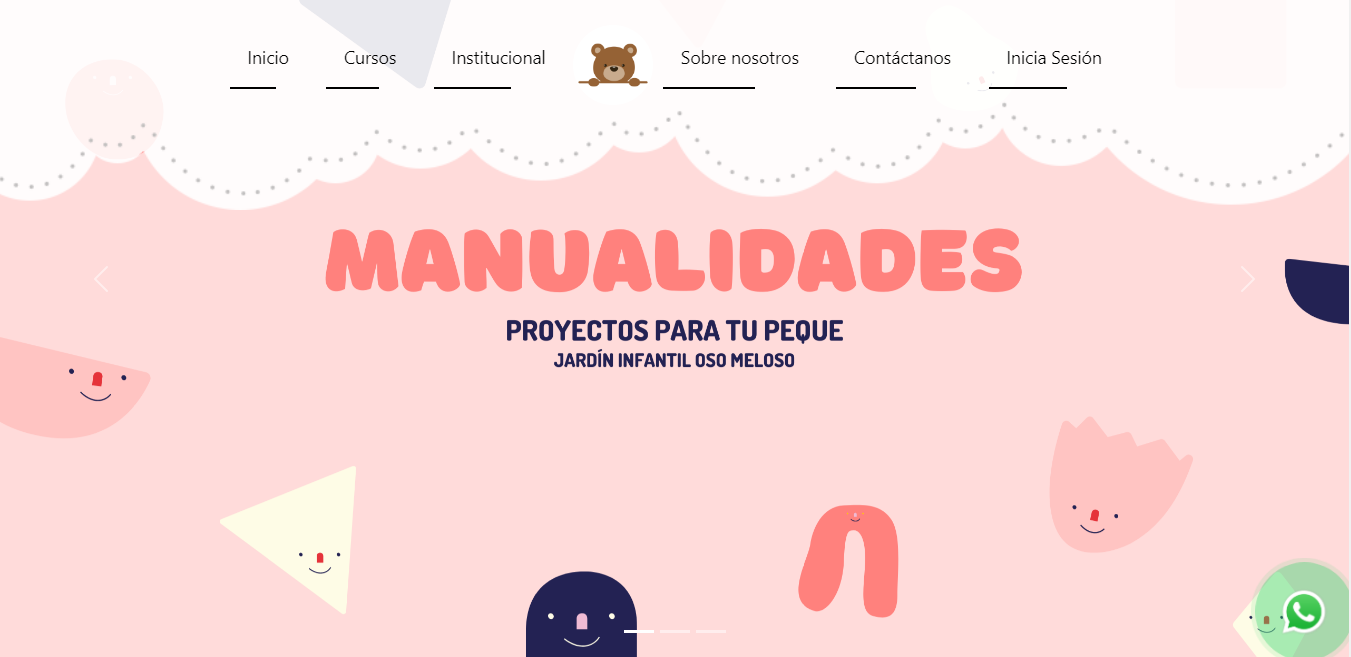 Inicio Cursos Institucional Sobre nosotros Contáctanos Inicia Sesión
MANUALIDADES
PROYECTOS PARA TU PEQUE
JARDÍN INFANTIL OSO MELOSO